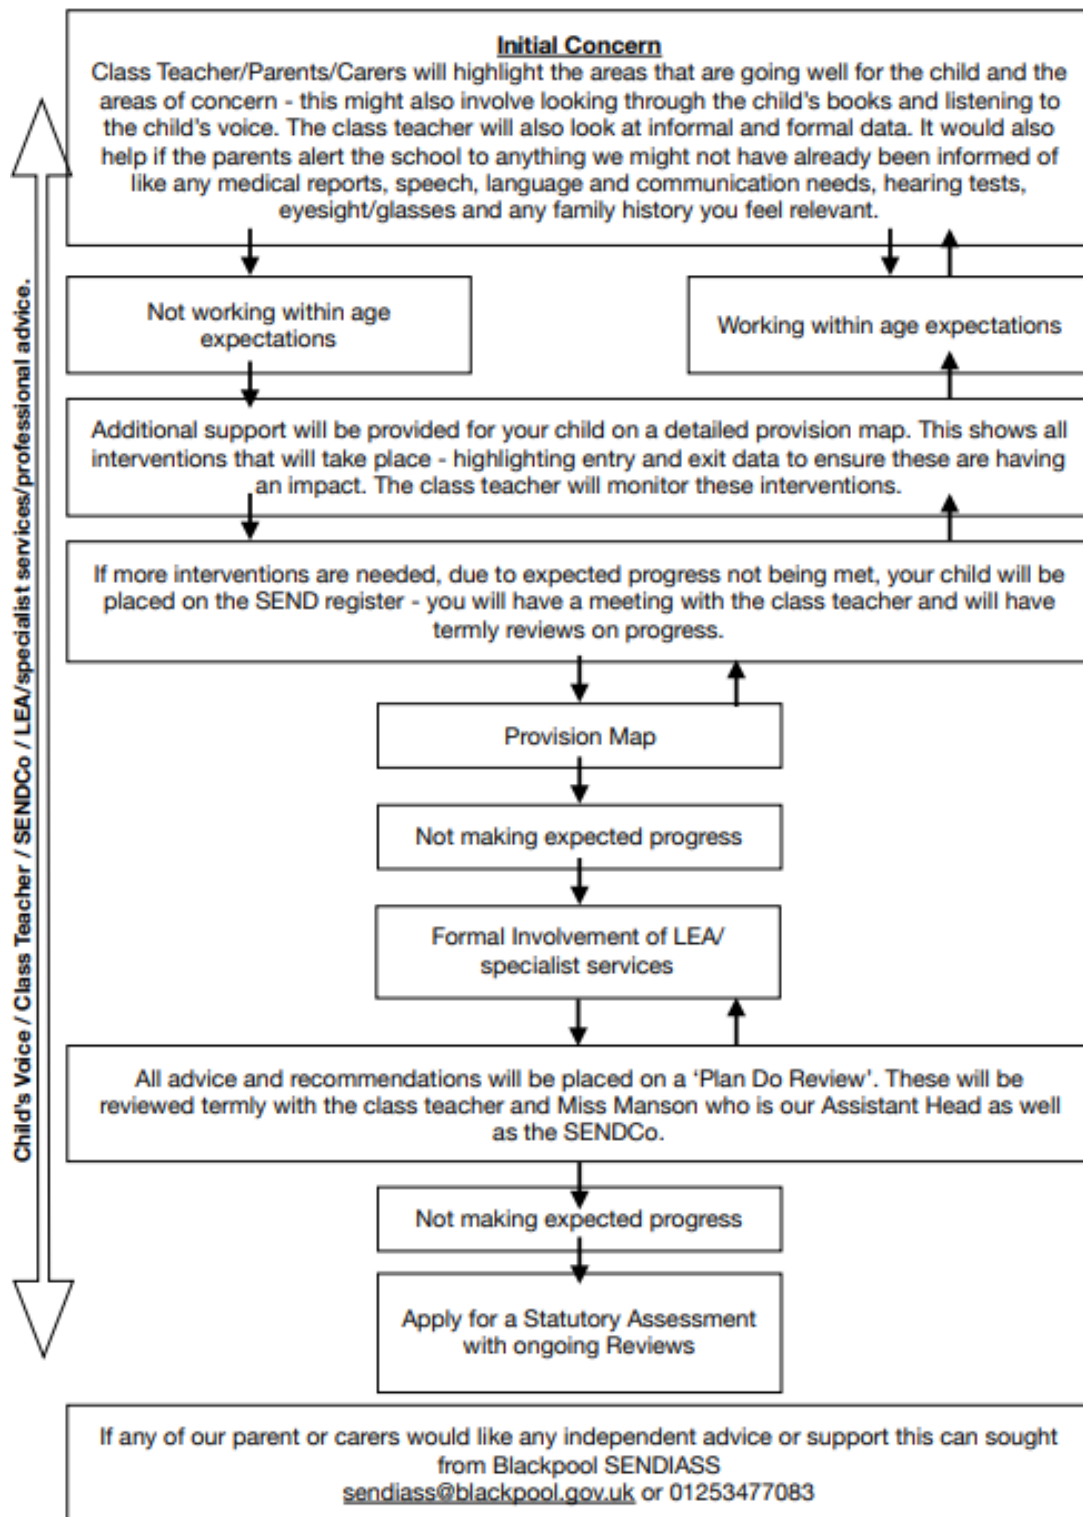 Initial Concern
Class Teacher/Parents/Carers will highlight the areas that are going well for the child and the
areas of concern - this might also involve looking through the child's books and listening to
the child's voice. The class teacher will also look at informal and formal data. It would also
help if the parents alert the school to anything we might not have already been informed of
like any medical reports, speech, language and communication needs, hearing tests,
eyesight/glasses and any family history you feel relevant.
Child's Voice / Class Teacher / SENDCo / LEA/specialist services/professional advice.
Not working within age
expectations
Working within age expectations
Additional support will be provided for your child on a detailed provision map. This shows all
interventions that will take place - highlighting entry and exit data to ensure these are having
an impact. The class teacher will monitor these interventions.
If more interventions are needed, due to expected progress not being met, your child will be
placed on the SEND register - you will have a meeting with the class teacher and will have
termly reviews on progress.
Provision Map
Not making expected progress
Formal Involvement of LEA/
specialist services
All advice and recommendations will be placed on a 'Plan Do Review'. These will be
reviewed termly with the class teacher and Miss Manson who is our Assistant Head as well
as the SENDCo.
Not making expected progress
Apply for a Statutory Assessment
with ongoing Reviews
If any of our parent or carers would like any independent advice or support this can sought
from Blackpool SENDIASS
sendiass@blackpool.gov.uk or 01253477083